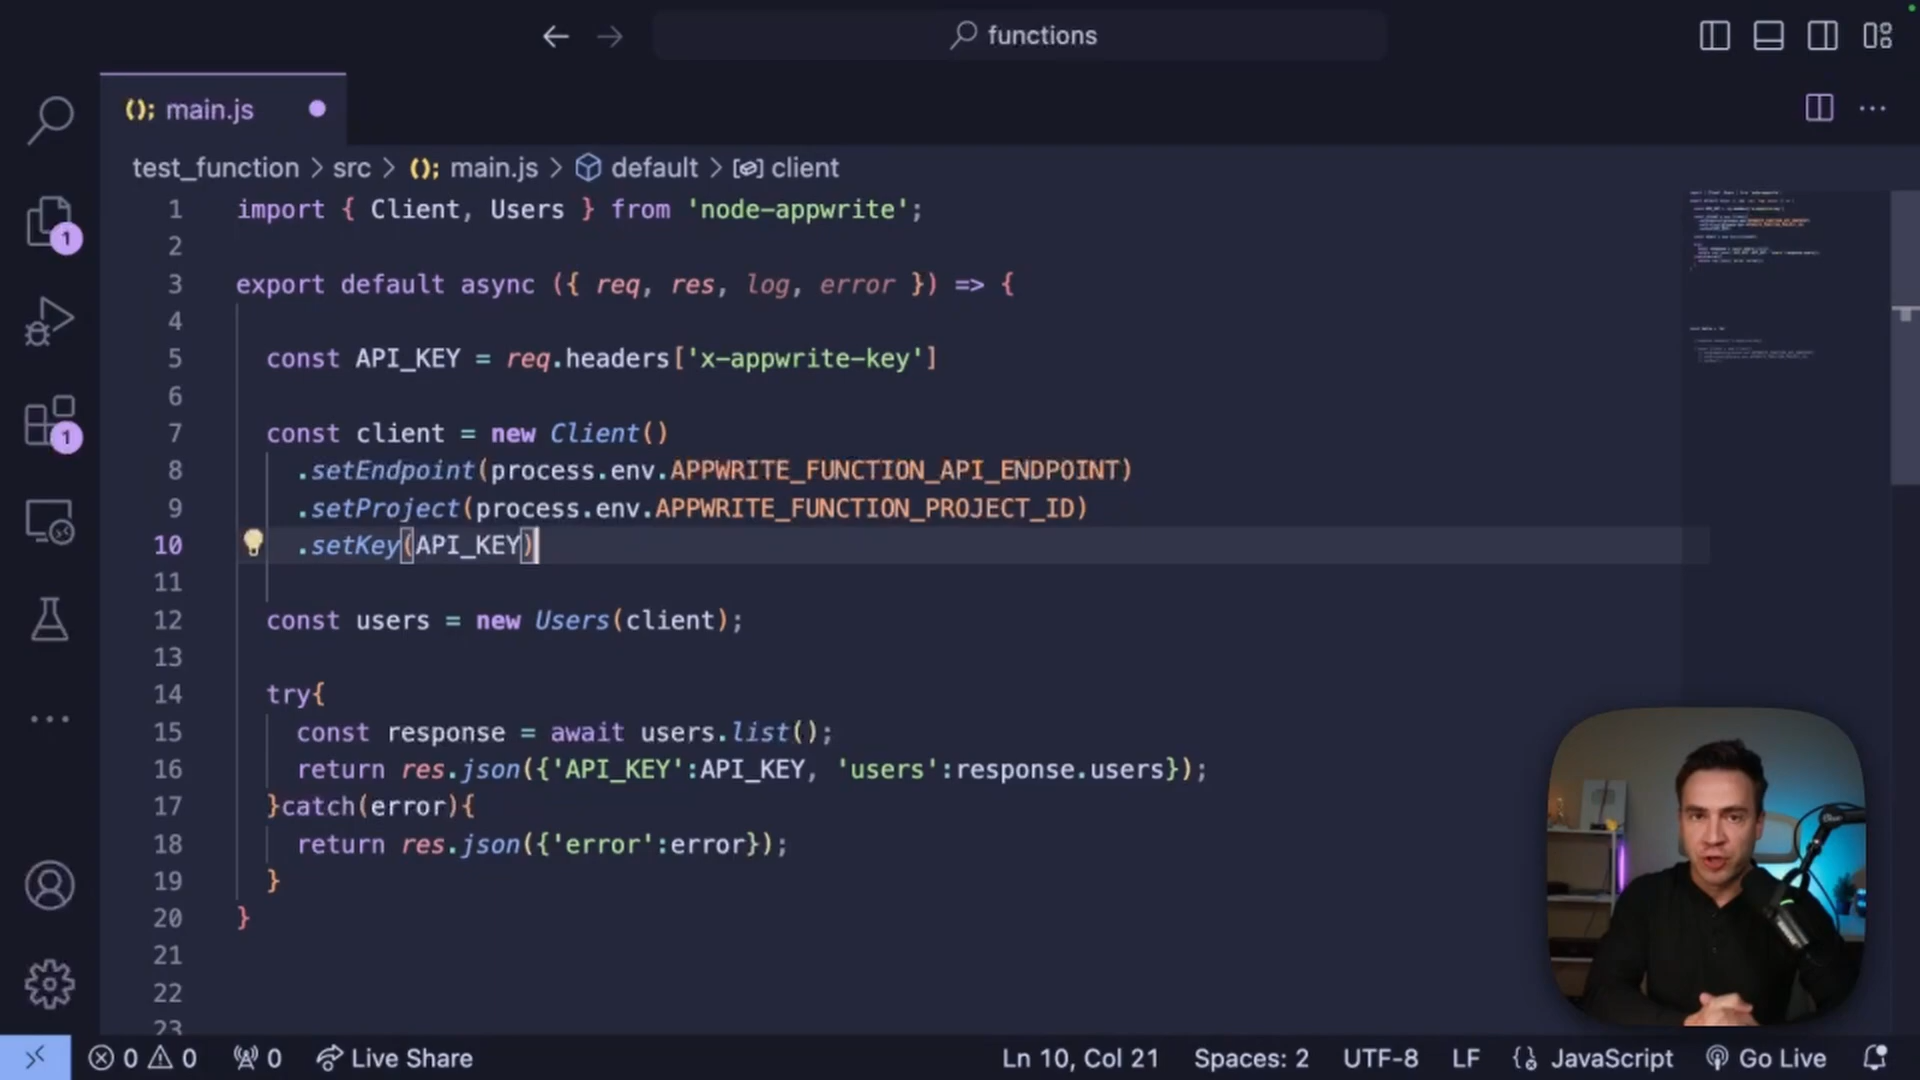 functions
main.js
test_function > src > main.js > default > client
1 import { Client, Users } from 'node-appwrite';
2
3 export default async ({ req, res, log, error }) => {
4
5 const API_KEY = req.headers['x-appwrite-key']
6
7 const client = new Client()
8 .setEndpoint(process.env.APPWRITE_FUNCTION_API_ENDPOINT)
9 .setProject(process.env.APPWRITE_FUNCTION_PROJECT_ID)
10 .setKey(API_KEY)
11
12 const users = new Users(client);
13
14 try{
15 const response = await users.list();
16 return res.json({'API_KEY':API_KEY, 'users':response.users});
17 }catch(error){
18 return res.json({'error':error});
19 }
20 }
21
22
23
1
1
0 0 0 Live Share Ln 10, Col 21 Spaces: 2 UTF-8 LF JavaScript Go Live